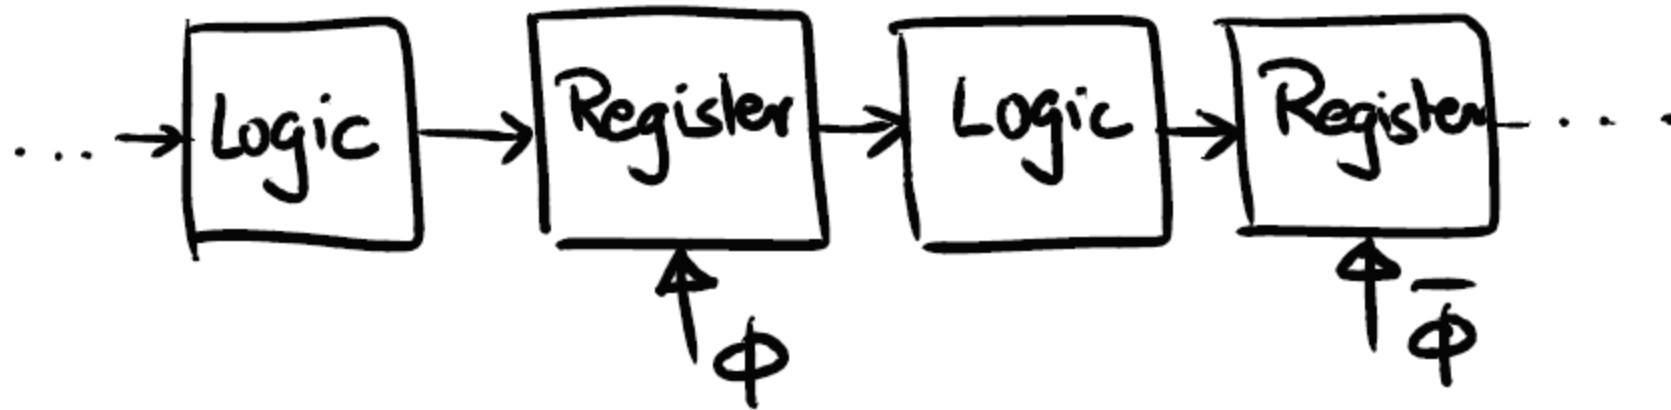 ... Logic Register Logic Register ...
ϕ ϕ̅